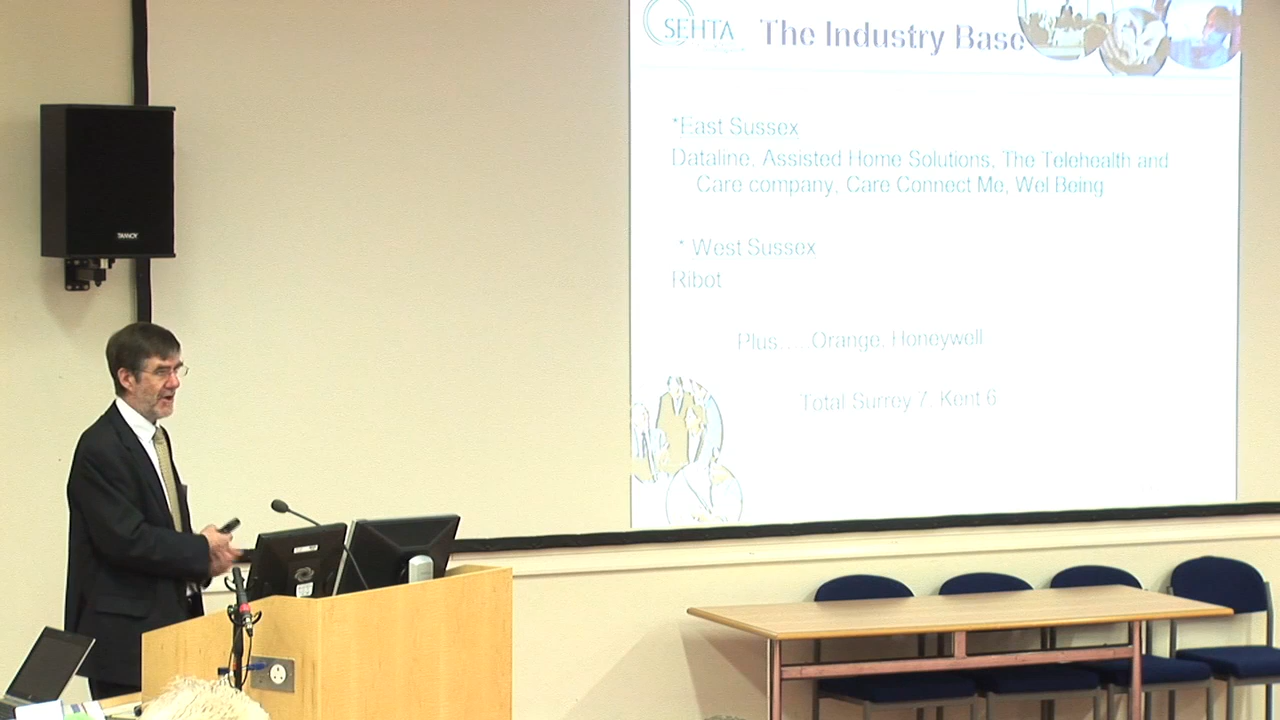 SEHTA
The Industry Base
*East Sussex
Dataline, Assisted Home Solutions, The Telehealth and
Care company, Care Connect Me, Wel Being
* West Sussex
Ribot
Plus.....Orange, Honeywell
Total Surrey 7, Kent 6
TANNOY